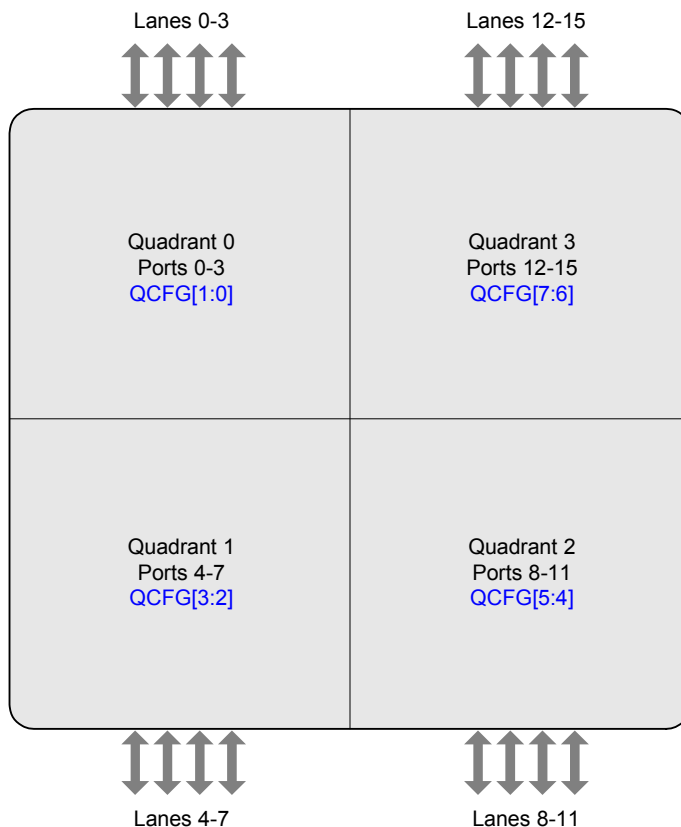 Lanes 0-3
Lanes 12-15
Quadrant 0
Ports 0-3
QCFG[1:0]
Quadrant 3
Ports 12-15
QCFG[7:6]
Quadrant 1
Ports 4-7
QCFG[3:2]
Quadrant 2
Ports 8-11
QCFG[5:4]
Lanes 4-7
Lanes 8-11